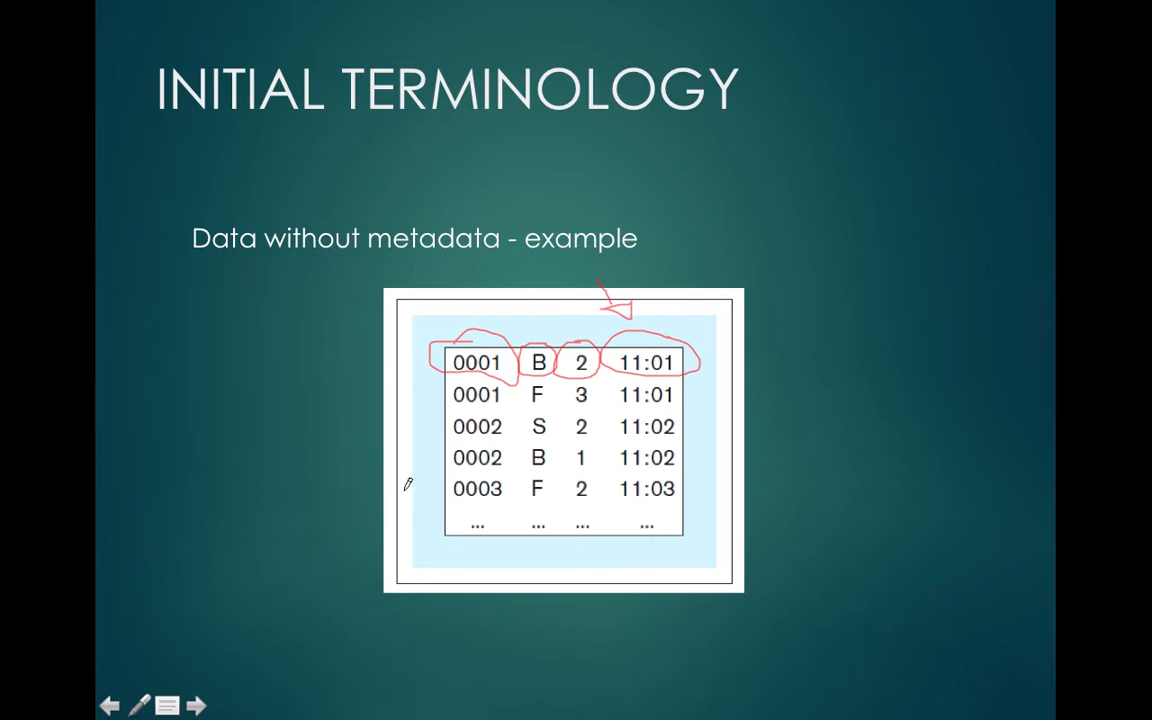 INITIAL TERMINOLOGY
Data without metadata - example
0001 B 2 11:01
0001 F 3 11:01
0002 S 2 11:02
0002 B 1 11:02
0003 F 2 11:03
... ... ... ...